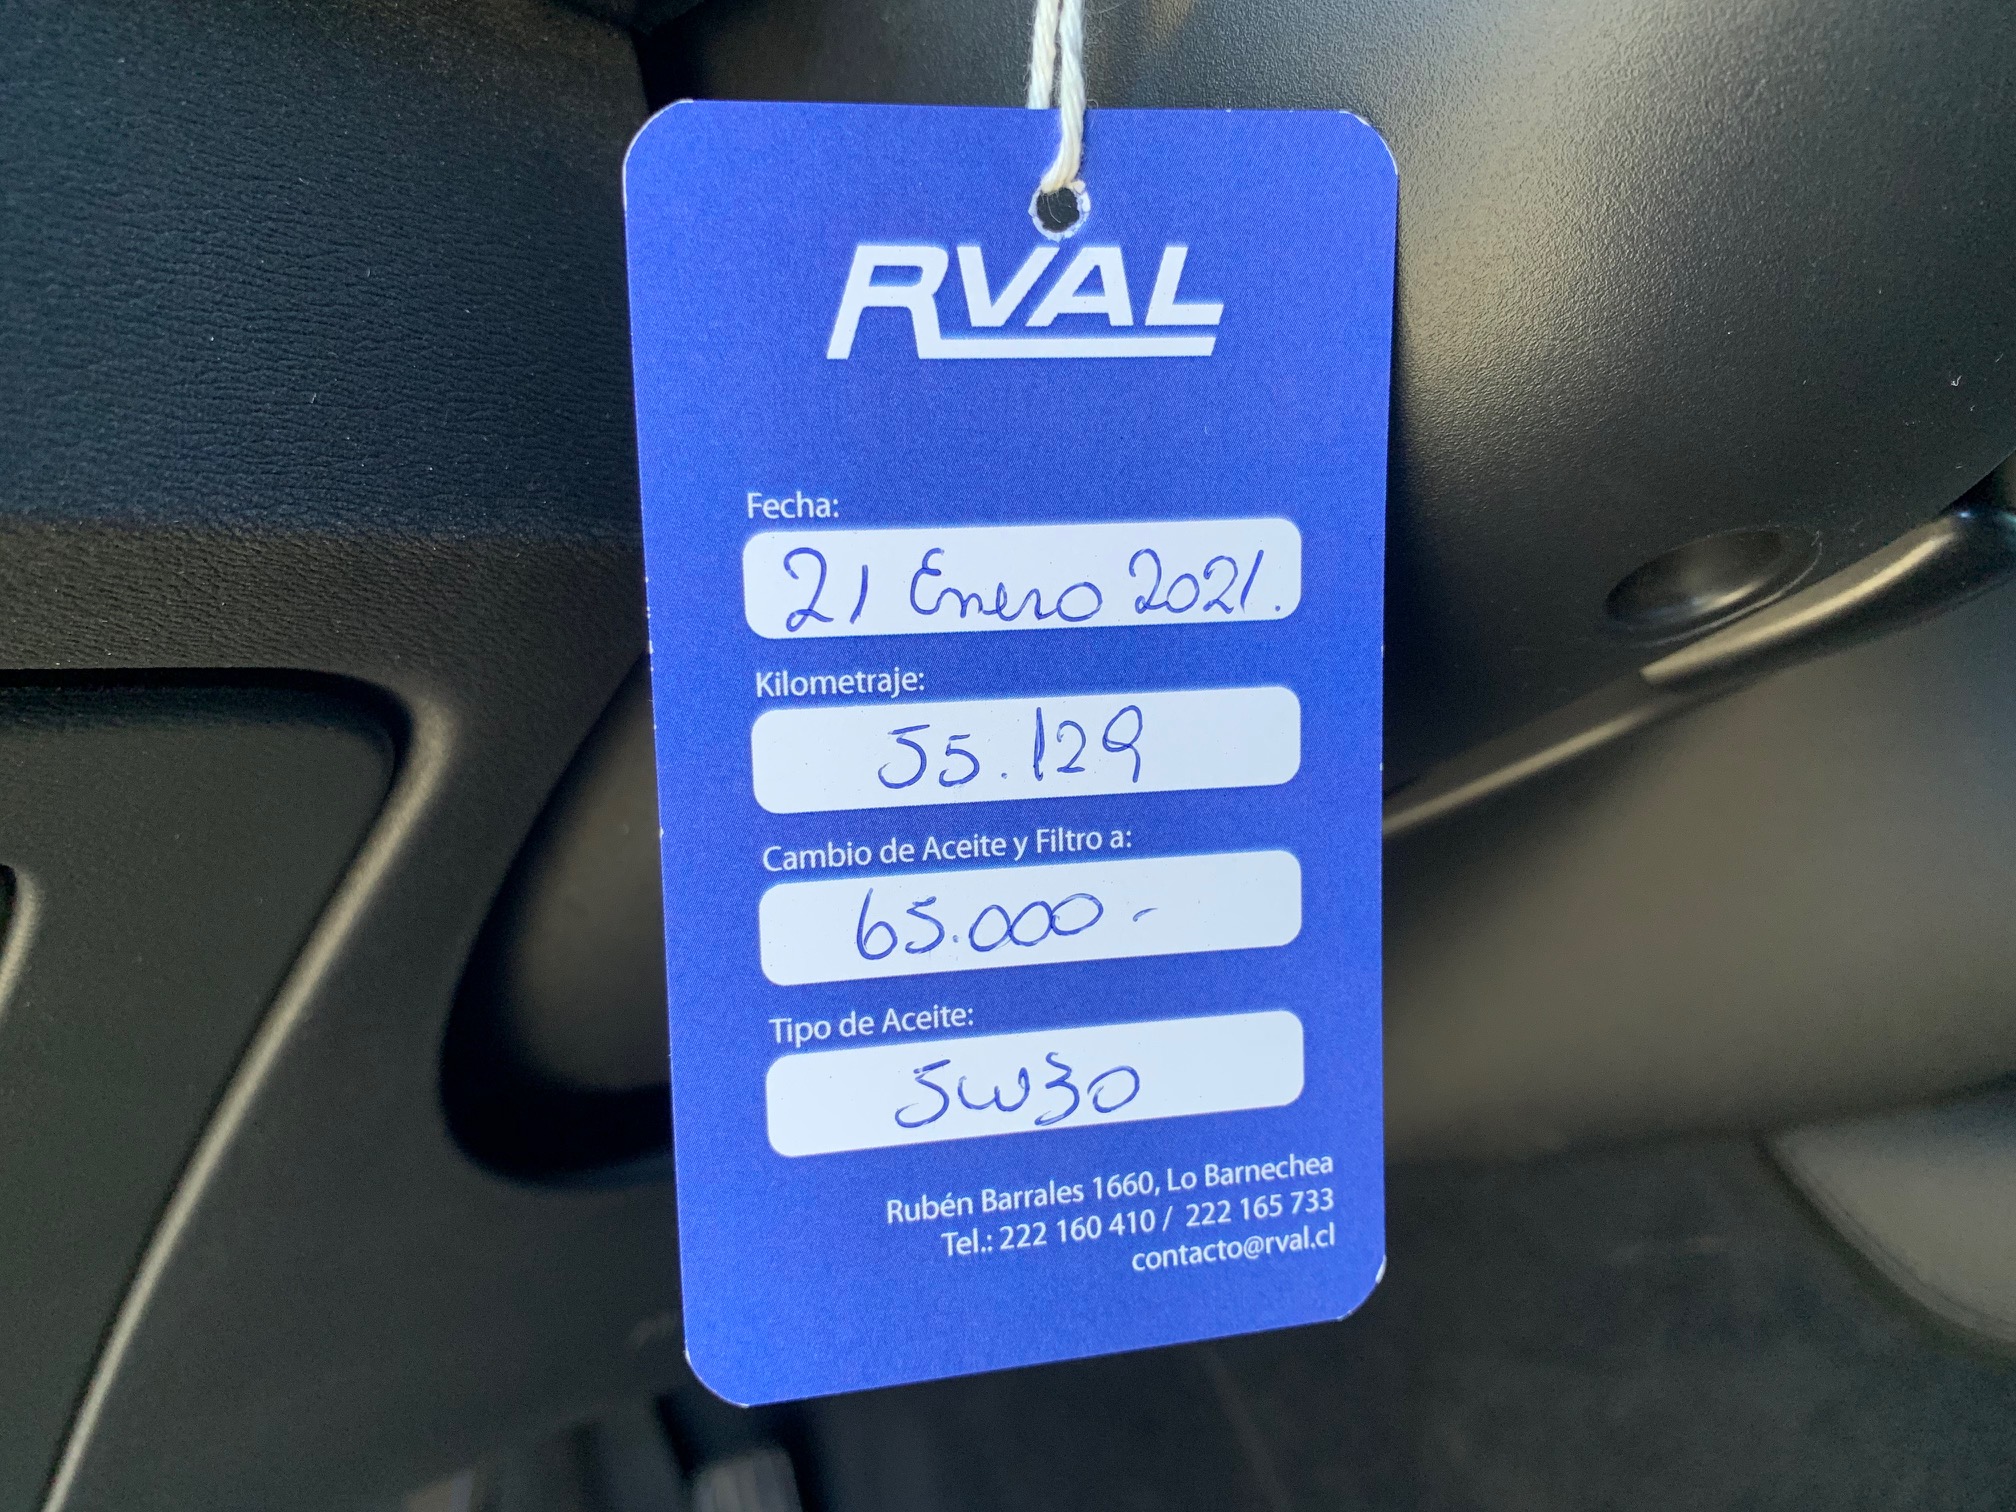 RVAL
Fecha:
21 Enero 2021.
Kilometraje:
55.129
Cambio de Aceite y Filtro a:
65.000-
Tipo de Aceite:
5W30
Rubén Barrales 1660, Lo Barnechea
Tel.: 222 160 410 / 222 165 733
contacto@rval.cl